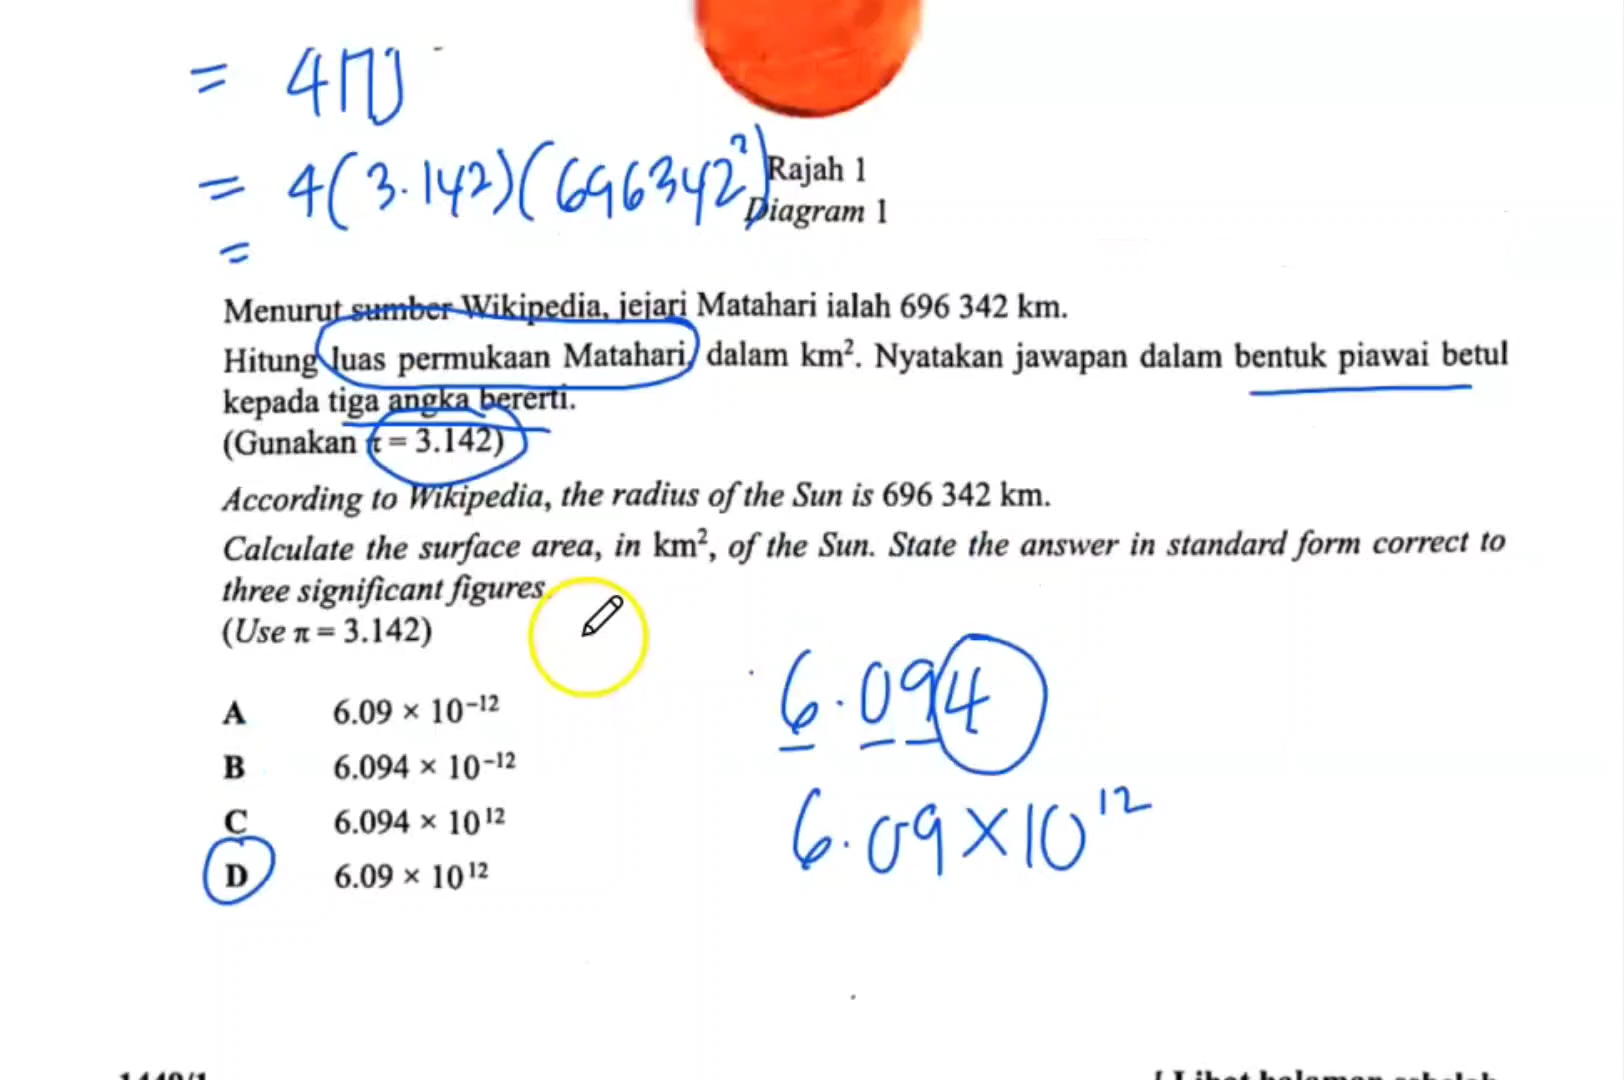 = 4πj
= 4(3.142)(696342²)
=
Rajah 1
Diagram 1
Menurut sumber Wikipedia, jejari Matahari ialah 696 342 km.
Hitung luas permukaan Matahari, dalam km². Nyatakan jawapan dalam bentuk piawai betul
kepada tiga angka bererti.
(Gunakan π = 3.142)
According to Wikipedia, the radius of the Sun is 696 342 km.
Calculate the surface area, in km², of the Sun. State the answer in standard form correct to
three significant figures.
(Use π = 3.142)
A 6.09 × 10⁻¹²
B 6.094 × 10⁻¹²
C 6.094 × 10¹²
D 6.09 × 10¹²
6.094
6.09 × 10¹²